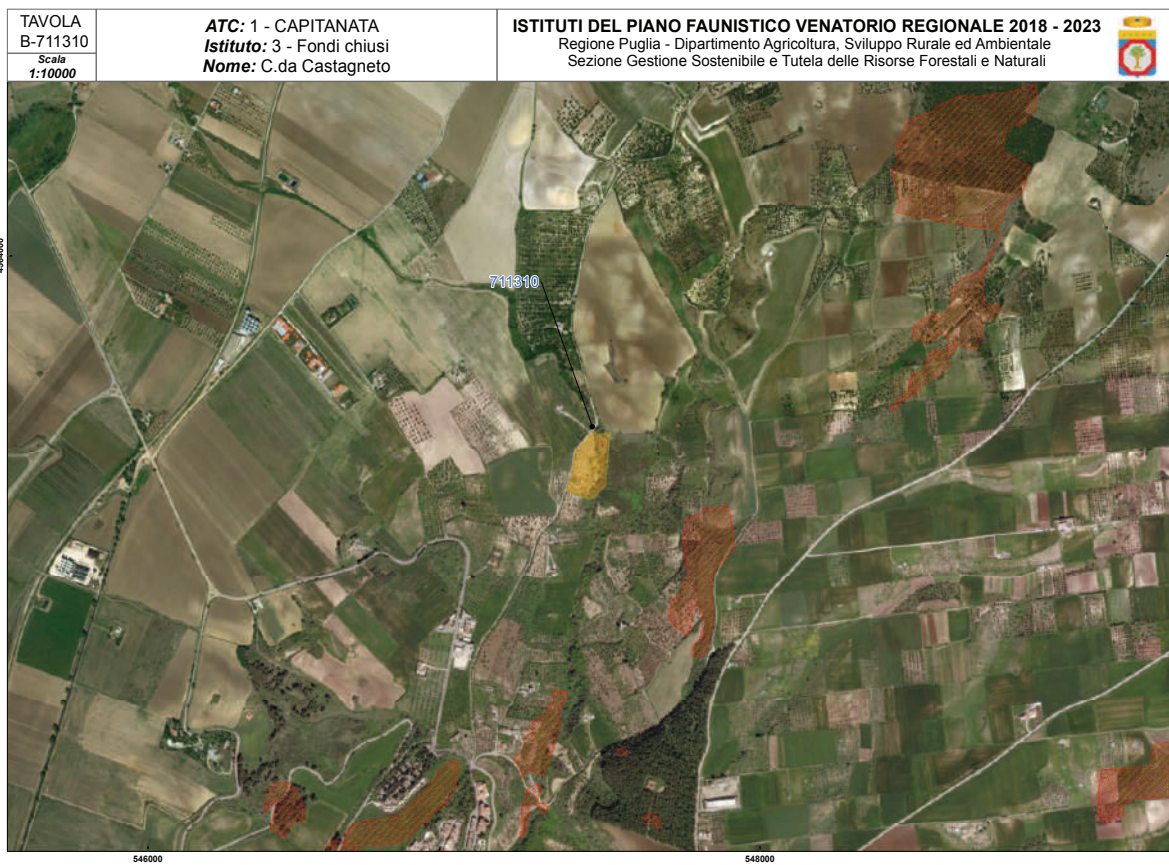 TAVOLA
B-711310
Scala
1:10000
ATC: 1 - CAPITANATA
Istituto: 3 - Fondi chiusi
Nome: C.da Castagneto
ISTITUTI DEL PIANO FAUNISTICO VENATORIO REGIONALE 2018 - 2023
Regione Puglia - Dipartimento Agricoltura, Sviluppo Rurale ed Ambientale
Sezione Gestione Sostenibile e Tutela delle Risorse Forestali e Naturali
711310
546000
548000